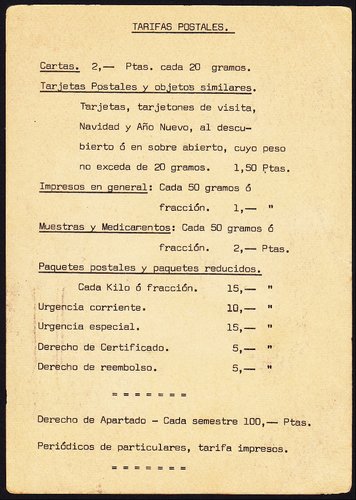 TARIFAS POSTALES.
Cartas. 2,— Ptas. cada 20 gramos.
Tarjetas Postales y objetos similares.
Tarjetas, tarjetones de visita,
Navidad y Año Nuevo, al descu-
bierto ó en sobre abierto, cuyo peso
no exceda de 20 gramos. 1,50 Ptas.
Impresos en general: Cada 50 gramos ó
fracción. 1,— "
Muestras y Medicamentos: Cada 50 gramos ó
fracción. 2,— Ptas.
Paquetes postales y paquetes reducidos.
Cada Kilo ó fracción. 15,— "
Urgencia corriente. 10,— "
Urgencia especial. 15,— "
Derecho de Certificado. 5,— "
Derecho de reembolso. 5,— "
= = = = = = =
Derecho de Apartado - Cada semestre 100,— Ptas.
Periódicos de particulares, tarifa impresos.
= = = = = = =